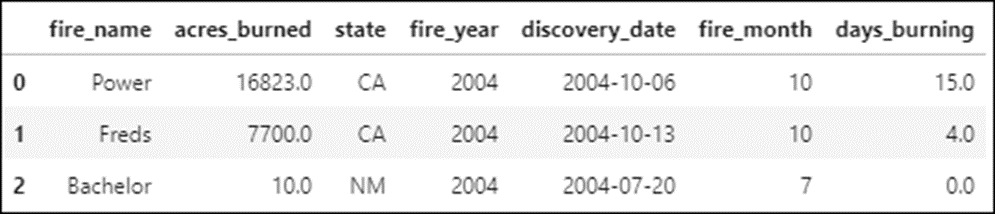 fire_name acres_burned state fire_year discovery_date fire_month days_burning
0 Power 16823.0 CA 2004 2004-10-06 10 15.0
1 Freds 7700.0 CA 2004 2004-10-13 10 4.0
2 Bachelor 10.0 NM 2004 2004-07-20 7 0.0